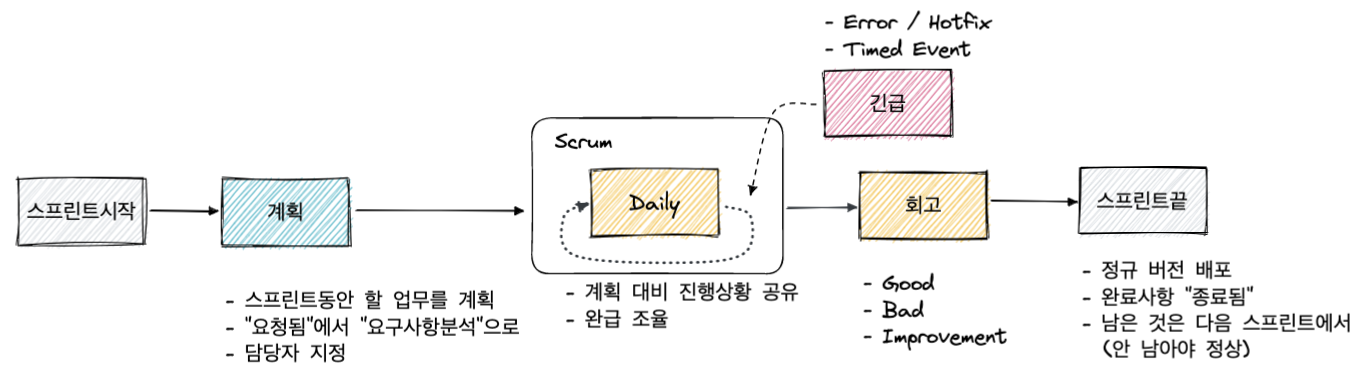 - Error / Hotfix
- Timed Event
긴급
Scrum
스프린트시작
계획
Daily
회고
스프린트끝
- 스프린트동안 할 업무를 계획
- "요청됨"에서 "요구사항분석"으로
- 담당자 지정
- 계획 대비 진행상황 공유
- 완급 조율
- Good
- Bad
- Improvement
- 정규 버전 배포
- 완료사항 "종료됨"
- 남은 것은 다음 스프린트에서
(안 남아야 정상)